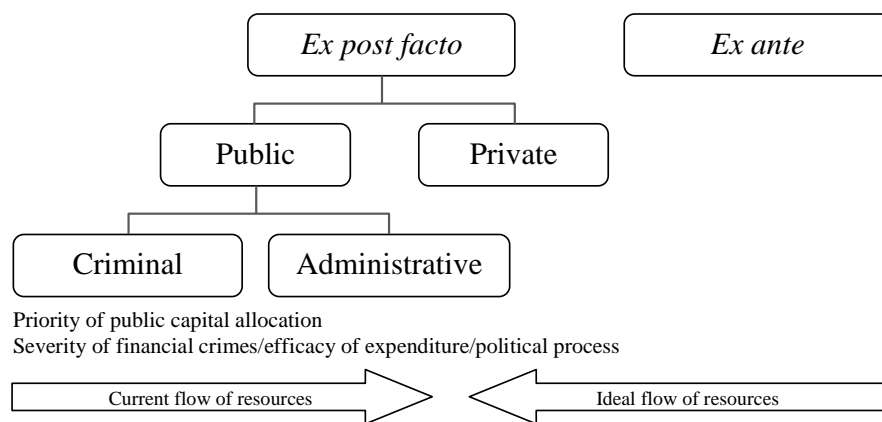 Ex post facto
Ex ante
Public
Private
Criminal
Administrative
Priority of public capital allocation
Severity of financial crimes/efficacy of expenditure/political process
Current flow of resources
Ideal flow of resources